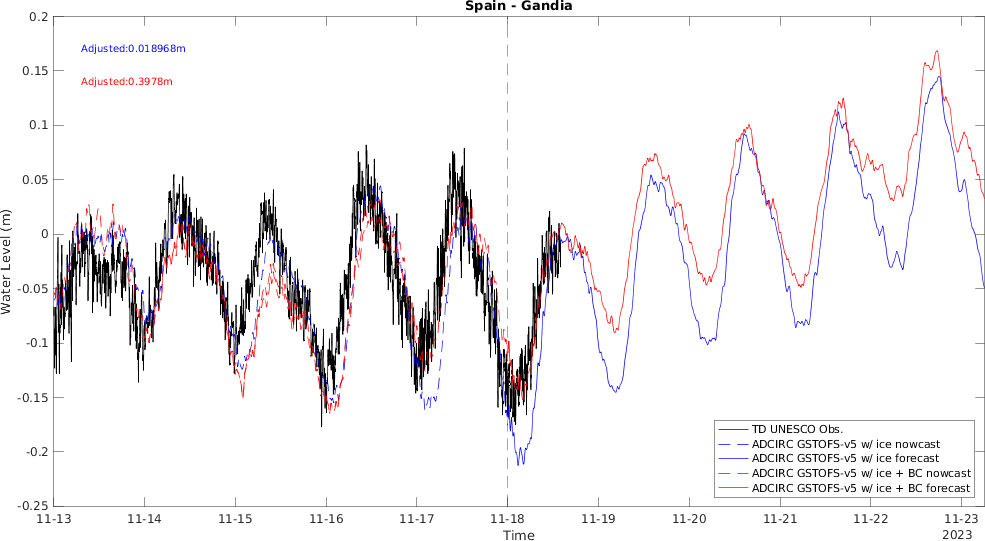 Spain - Gandia
Adjusted:0.018968m
Adjusted:0.3978m
0.2
0.15
0.1
0.05
0
-0.05
-0.1
-0.15
-0.2
-0.25
Water Level (m)
TD UNESCO Obs.
ADCIRC GSTOFS-v5 w/ ice nowcast
ADCIRC GSTOFS-v5 w/ ice forecast
ADCIRC GSTOFS-v5 w/ ice + BC nowcast
ADCIRC GSTOFS-v5 w/ ice + BC forecast
11-13 11-14 11-15 11-16 11-17 11-18 11-19 11-20 11-21 11-22 11-23
Time
2023